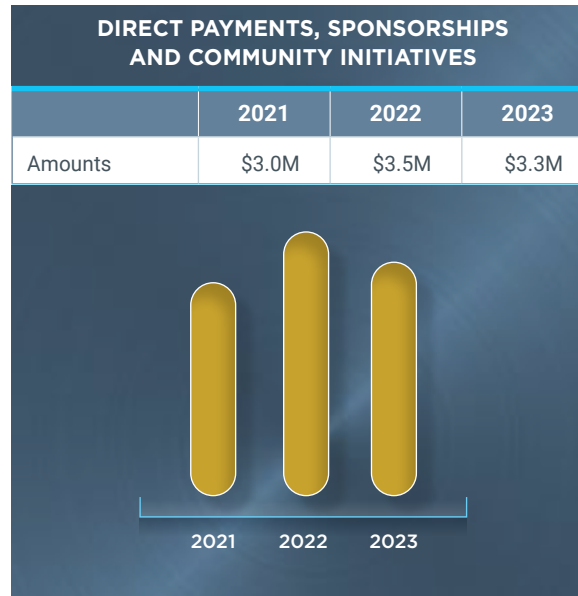 DIRECT PAYMENTS, SPONSORSHIPS
AND COMMUNITY INITIATIVES
2021 2022 2023
Amounts $3.0M $3.5M $3.3M
2021 2022 2023